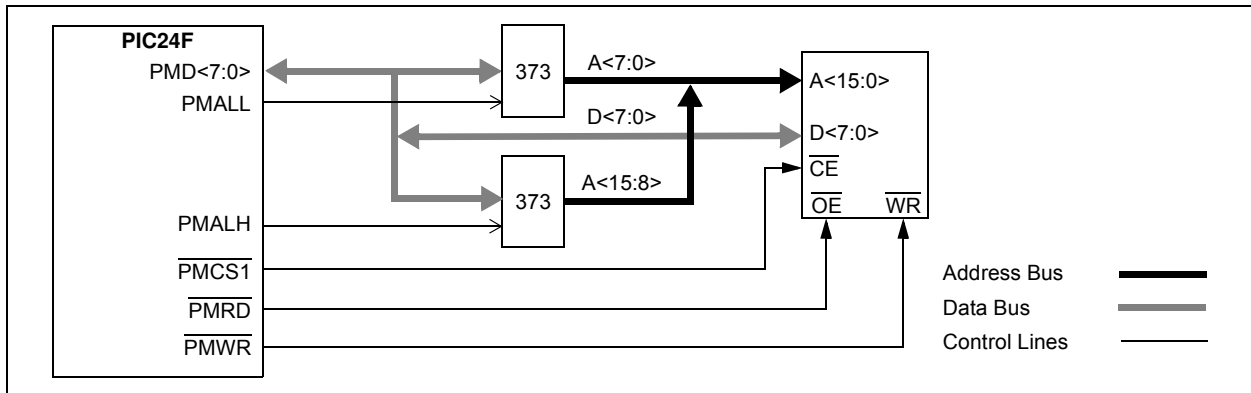 PIC24F
PMD<7:0>
PMALL
PMALH
PMCS1
PMRD
PMWR
373
A<7:0>
D<7:0>
373
A<15:8>
A<15:0>
D<7:0>
CE
OE WR
Address Bus
Data Bus
Control Lines